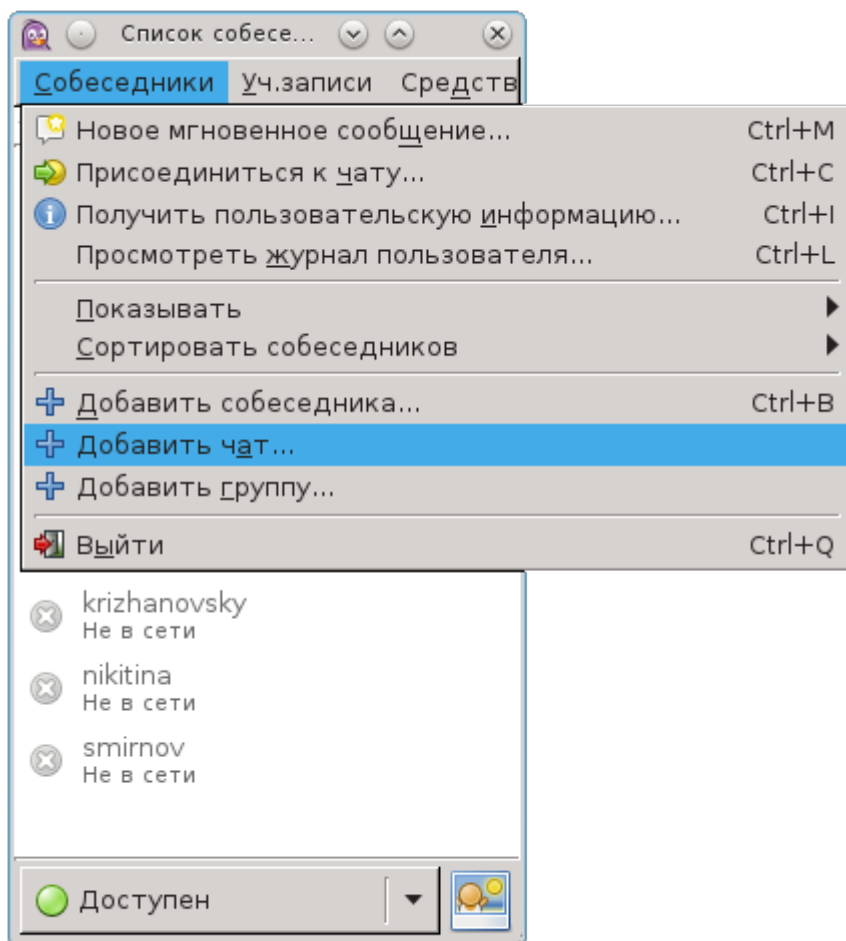 Список собесе...
Собеседники Уч.записи Средств
Новое мгновенное сообщение... Ctrl+M
Присоединиться к чату... Ctrl+C
Получить пользовательскую информацию... Ctrl+I
Просмотреть журнал пользователя... Ctrl+L
Показывать
Сортировать собеседников
Добавить собеседника... Ctrl+B
Добавить чат...
Добавить группу...
Выйти Ctrl+Q
krizhanovsky
Не в сети
nikitina
Не в сети
smirnov
Не в сети
Доступен